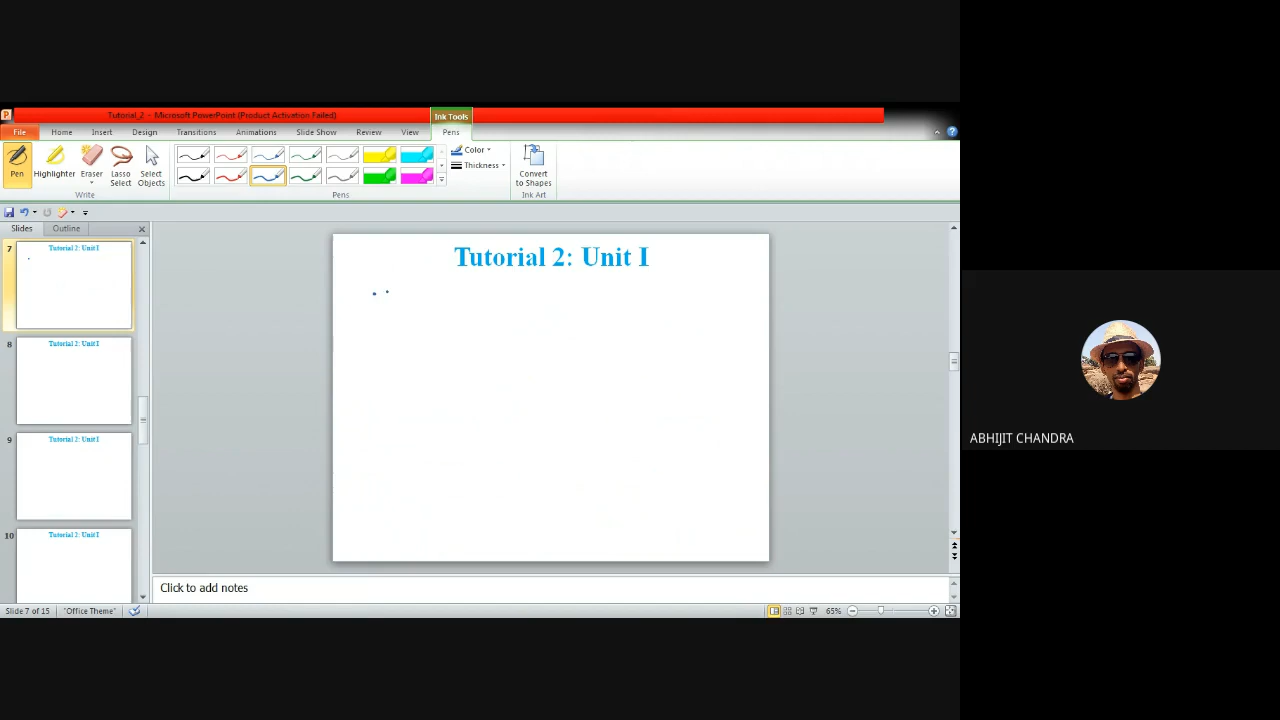 Tutorial_2 - Microsoft PowerPoint (Product Activation Failed)
Ink Tools
File Home Insert Design Transitions Animations Slide Show Review View Pens
Pen Highlighter Eraser Lasso Select Select Objects
Color
Thickness
Convert to Shapes
Write Pens Ink Art
Slides Outline
7 Tutorial 2: Unit I
8 Tutorial 2: Unit I
9 Tutorial 2: Unit I
10 Tutorial 2: Unit I
Tutorial 2: Unit I
Click to add notes
Slide 7 of 15 "Office Theme" 65%
ABHIJIT CHANDRA